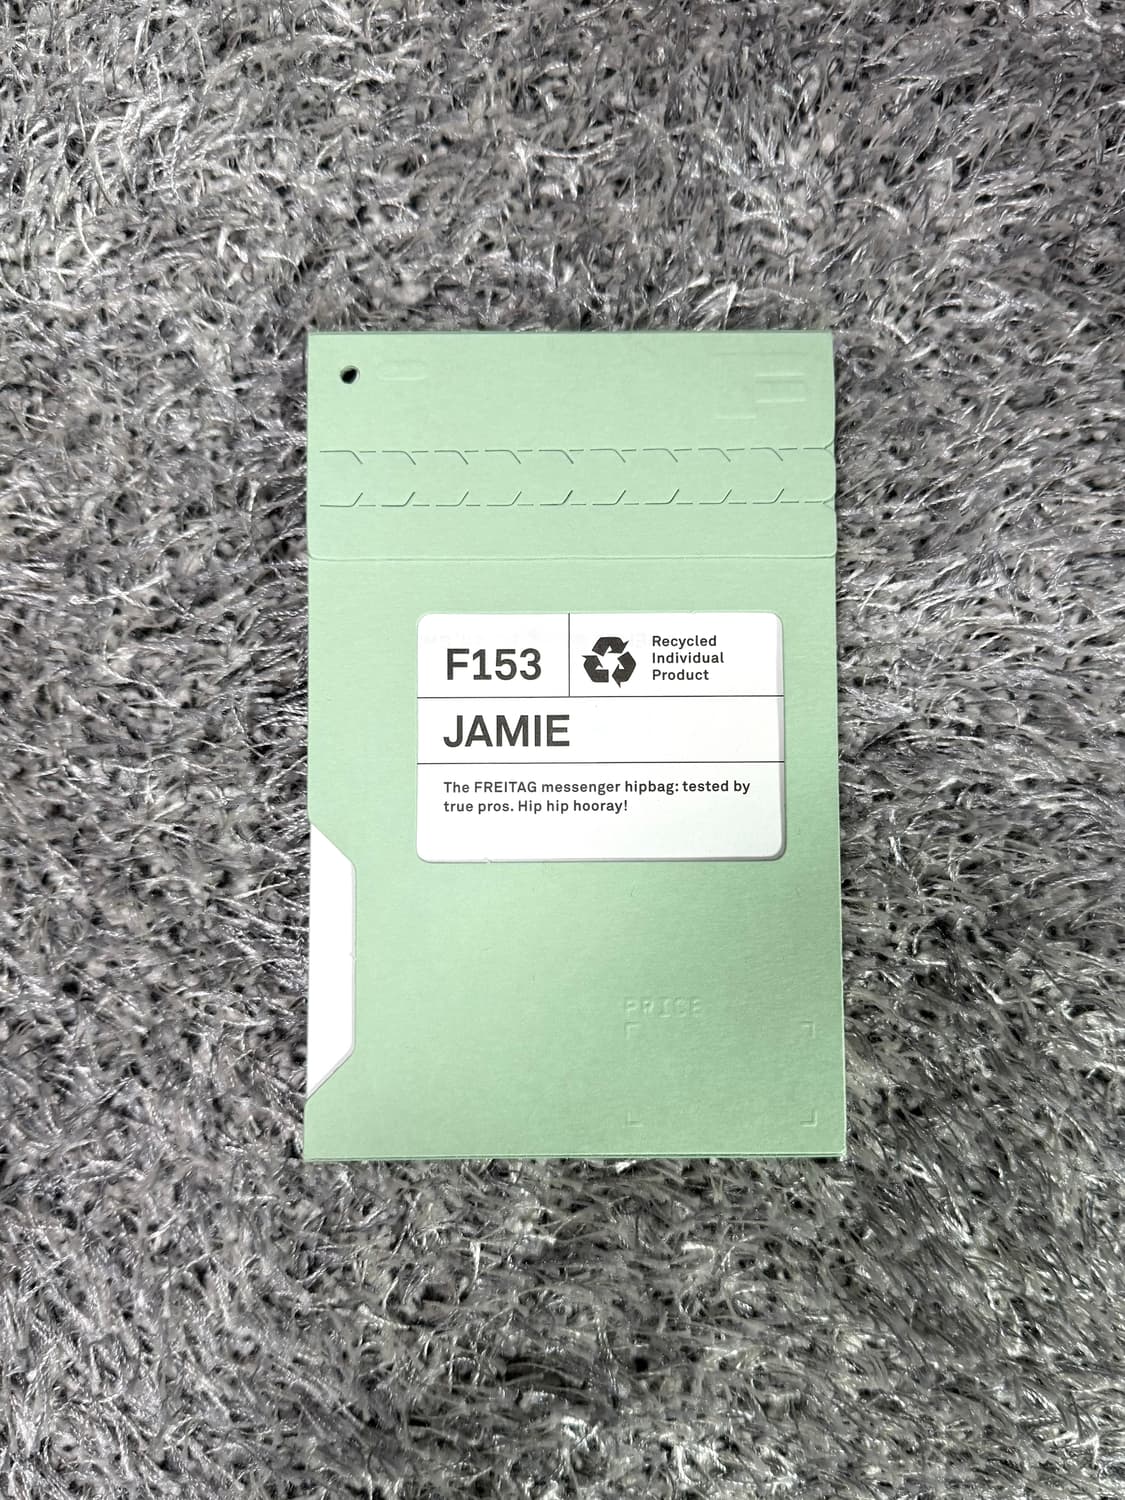 F153
Recycled
Individual
Product
JAMIE
The FREITAG messenger hipbag: tested by
true pros. Hip hip hooray!
PRICE